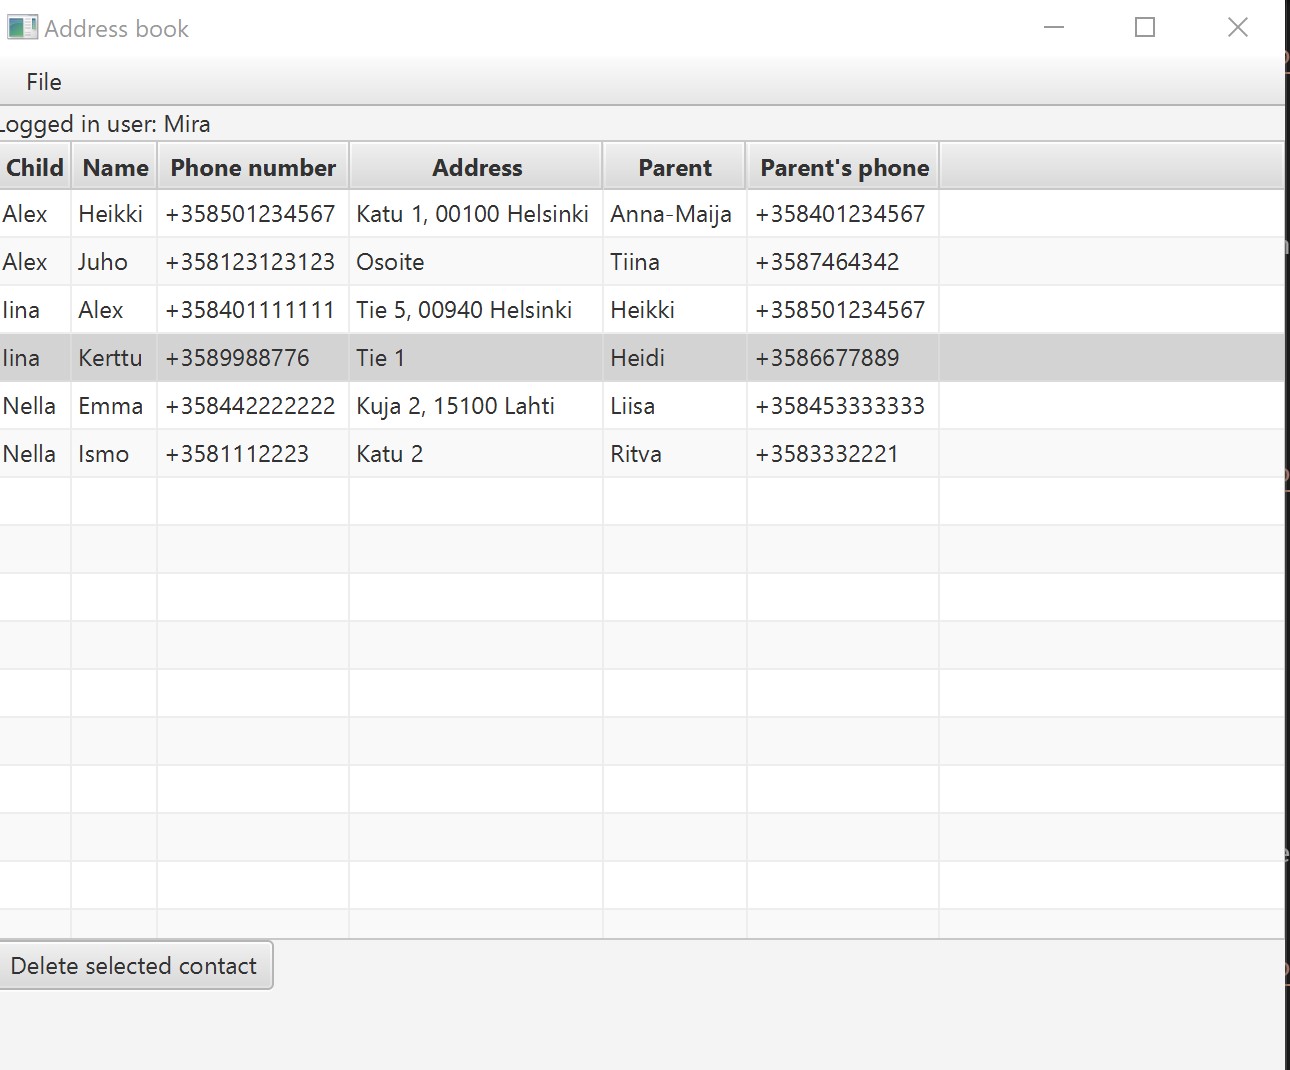 Address book
File
Logged in user: Mira
Child Name Phone number Address Parent Parent's phone
Alex Heikki +358501234567 Katu 1, 00100 Helsinki Anna-Maija +358401234567
Alex Juho +358123123123 Osoite Tiina +3587464342
Iina Alex +358401111111 Tie 5, 00940 Helsinki Heikki +358501234567
Iina Kerttu +3589988776 Tie 1 Heidi +3586677889
Nella Emma +358442222222 Kuja 2, 15100 Lahti Liisa +358453333333
Nella Ismo +3581112223 Katu 2 Ritva +3583332221
Delete selected contact